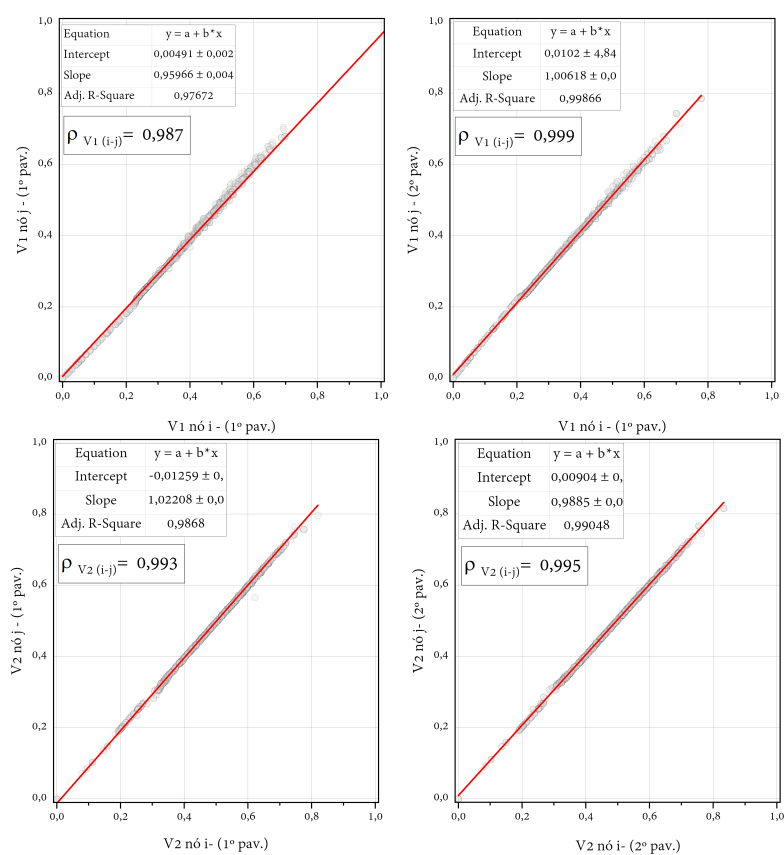 1,0
0,8
0,6
0,4
0,2
0,0
Equation y = a + b*x
Intercept 0,00491 ± 0,002
Slope 0,95966 ± 0,004
Adj. R-Square 0,97672
ρ V1 (i-j)= 0,987
V1 nó j - (1º pav.)
0,0 0,2 0,4 0,6 0,8 1,0
V1 nó i - (1º pav.)
1,0
0,8
0,6
0,4
0,2
0,0
Equation y = a + b*x
Intercept 0,0102 ± 4,84
Slope 1,00618 ± 0,0
Adj. R-Square 0,99866
ρ V1 (i-j)= 0,999
V1 nó j - (2º pav.)
0,0 0,2 0,4 0,6 0,8 1,0
V1 nó i - (1º pav.)
1,0
0,8
0,6
0,4
0,2
0,0
Equation y = a + b*x
Intercept -0,01259 ± 0,
Slope 1,02208 ± 0,0
Adj. R-Square 0,9868
ρ V2 (i-j)= 0,993
V2 nó j - (1º pav.)
0,0 0,2 0,4 0,6 0,8 1,0
V2 nó i- (1º pav.)
1,0
0,8
0,6
0,4
0,2
0,0
Equation y = a + b*x
Intercept 0,00904 ± 0,
Slope 0,9885 ± 0,0
Adj. R-Square 0,99048
ρ V2 (i-j)= 0,995
V2 nó j - (2º pav.)
0,0 0,2 0,4 0,6 0,8 1,0
V2 nó i- (2º pav.)